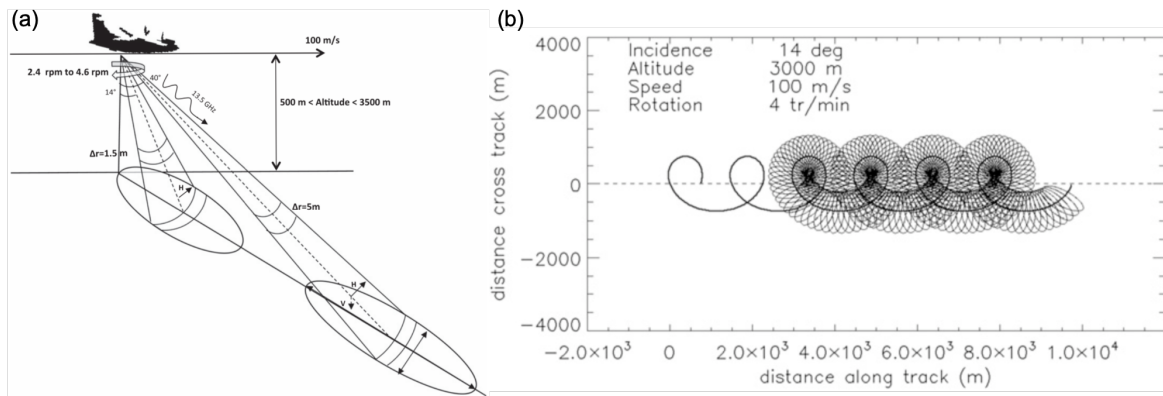 (a)
100 m/s
2.4 rpm to 4.6 rpm
40°
14°
13.5 GHz
500 m < Altitude < 3500 m
Δr=1.5 m
H
Δr=5m
H
V
(b)
Incidence 14 deg
Altitude 3000 m
Speed 100 m/s
Rotation 4 tr/min
4000
2000
0
−2000
−4000
distance cross track (m)
−2.0×10³ 0 2.0×10³ 4.0×10³ 6.0×10³ 8.0×10³ 1.0×10⁴
distance along track (m)